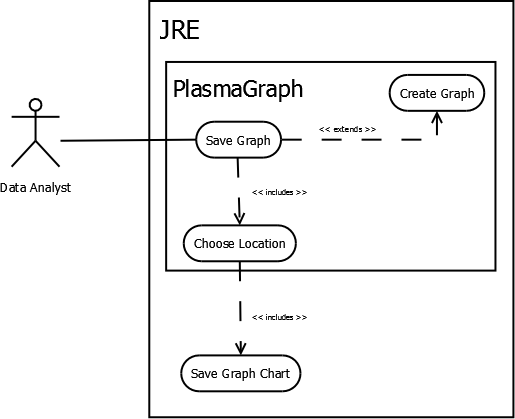 JRE
PlasmaGraph
Create Graph
Save Graph
<< extends >>
Data Analyst
<< includes >>
Choose Location
<< includes >>
Save Graph Chart